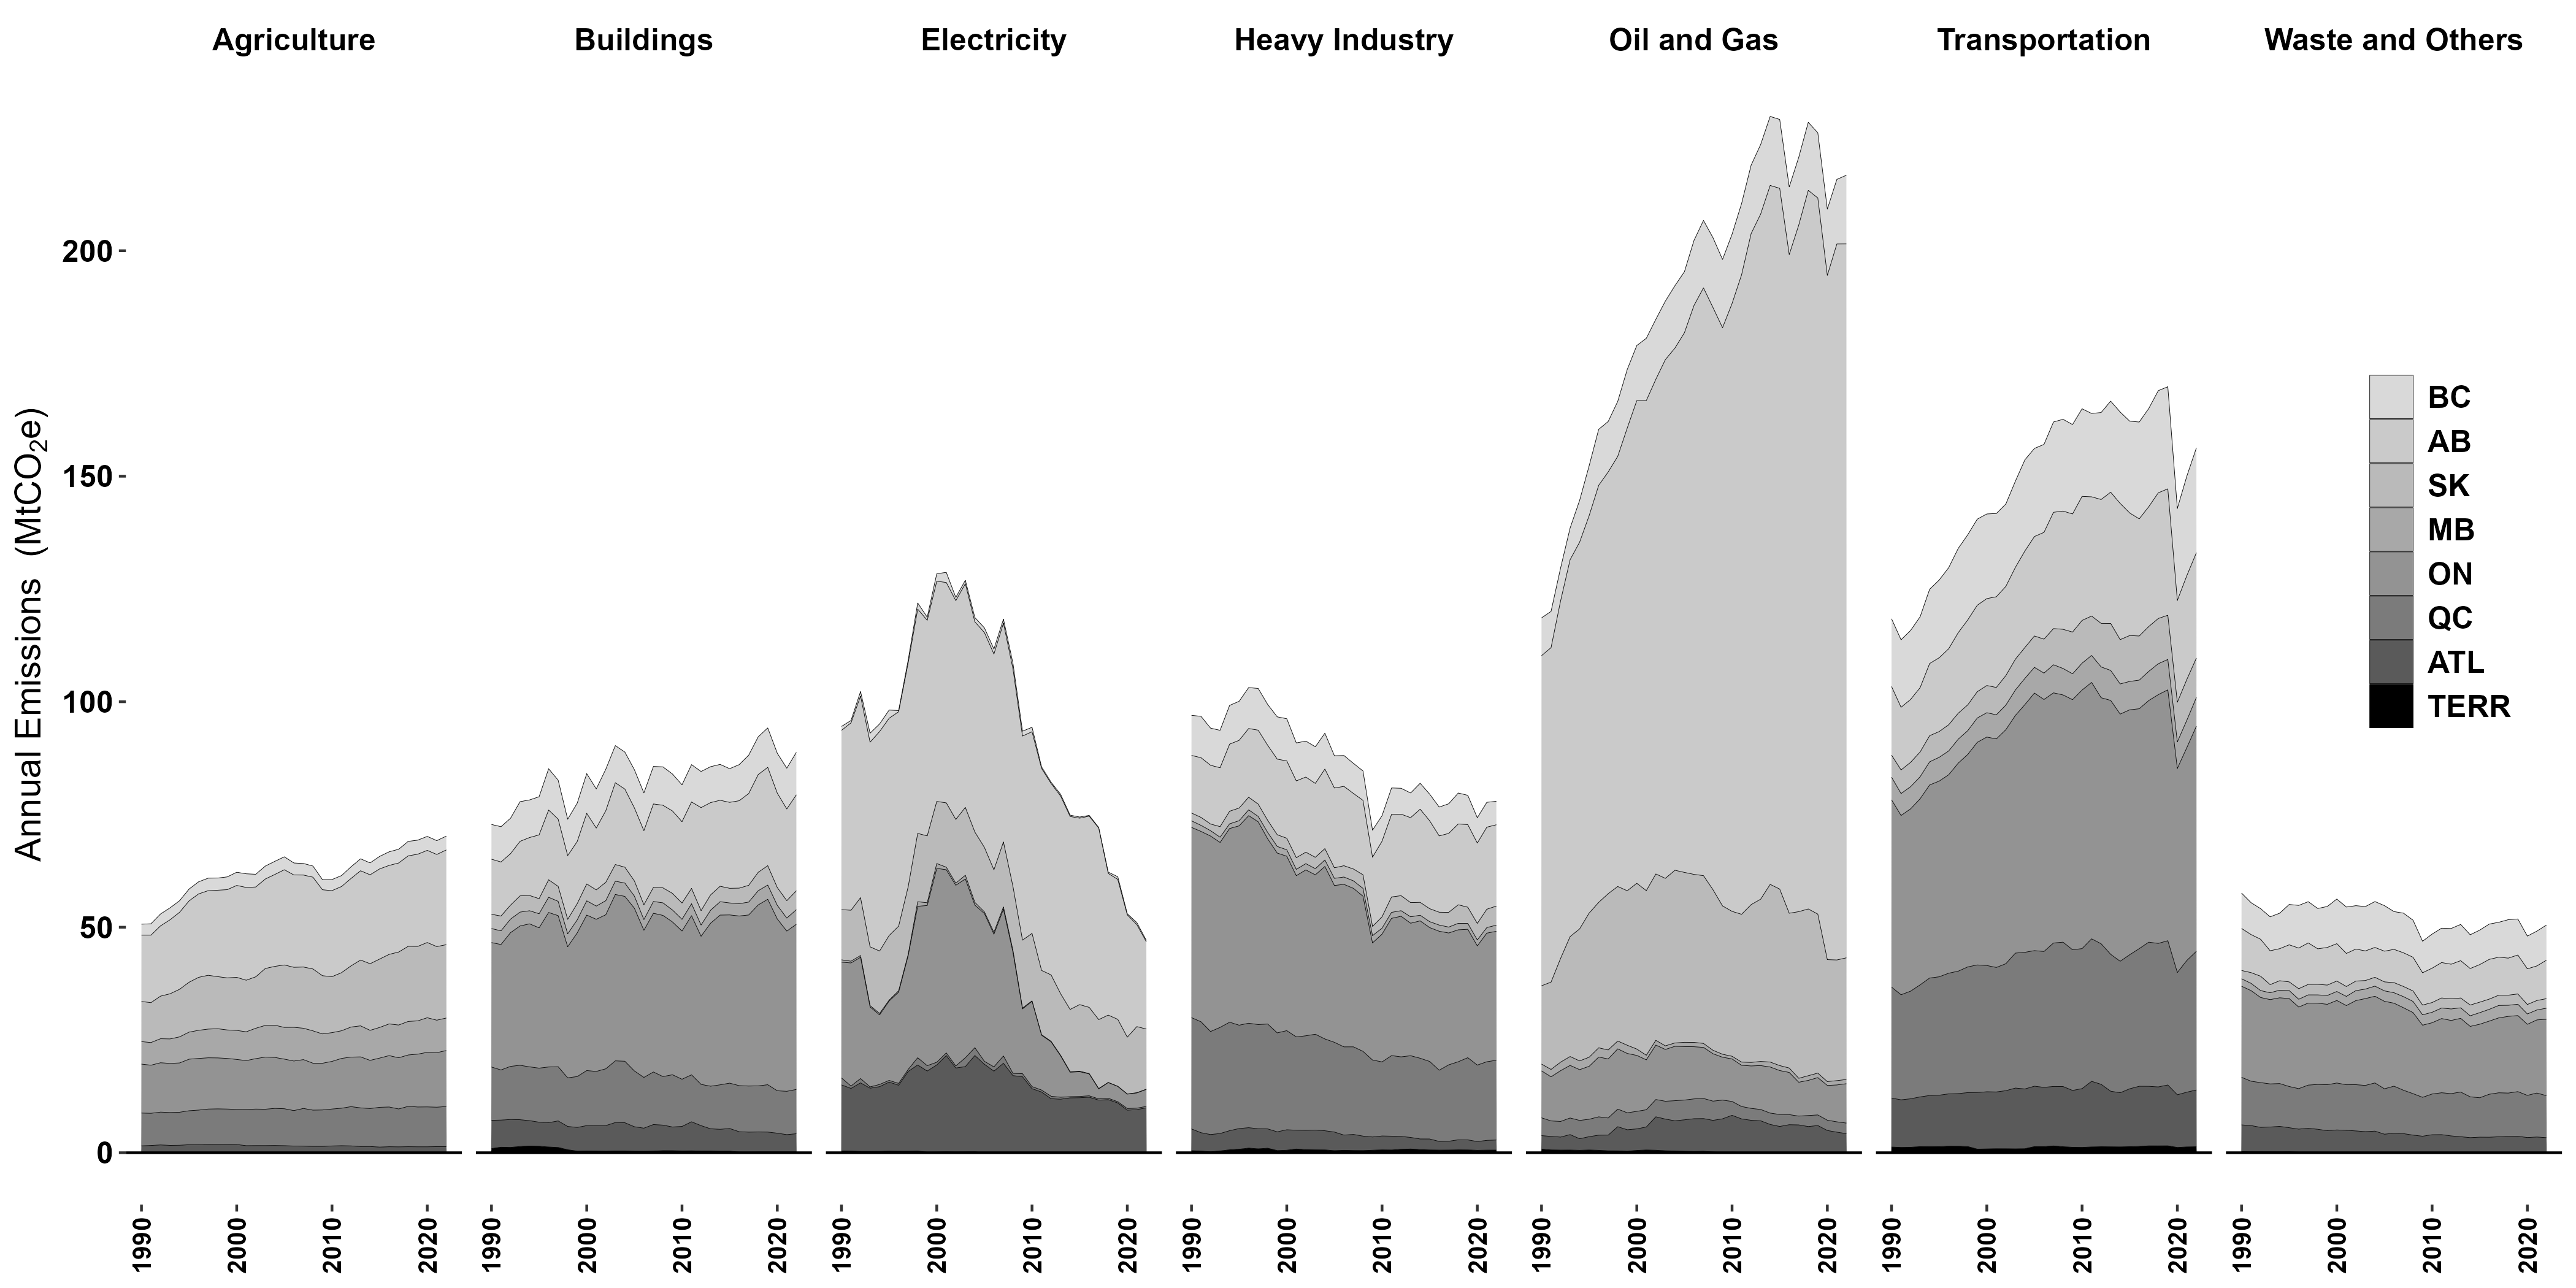 Agriculture Buildings Electricity Heavy Industry Oil and Gas Transportation Waste and Others
Annual Emissions (MtCO₂e)
200
150
100
50
0
BC
AB
SK
MB
ON
QC
ATL
TERR
1990 2000 2010 2020 1990 2000 2010 2020 1990 2000 2010 2020 1990 2000 2010 2020 1990 2000 2010 2020 1990 2000 2010 2020 1990 2000 2010 2020